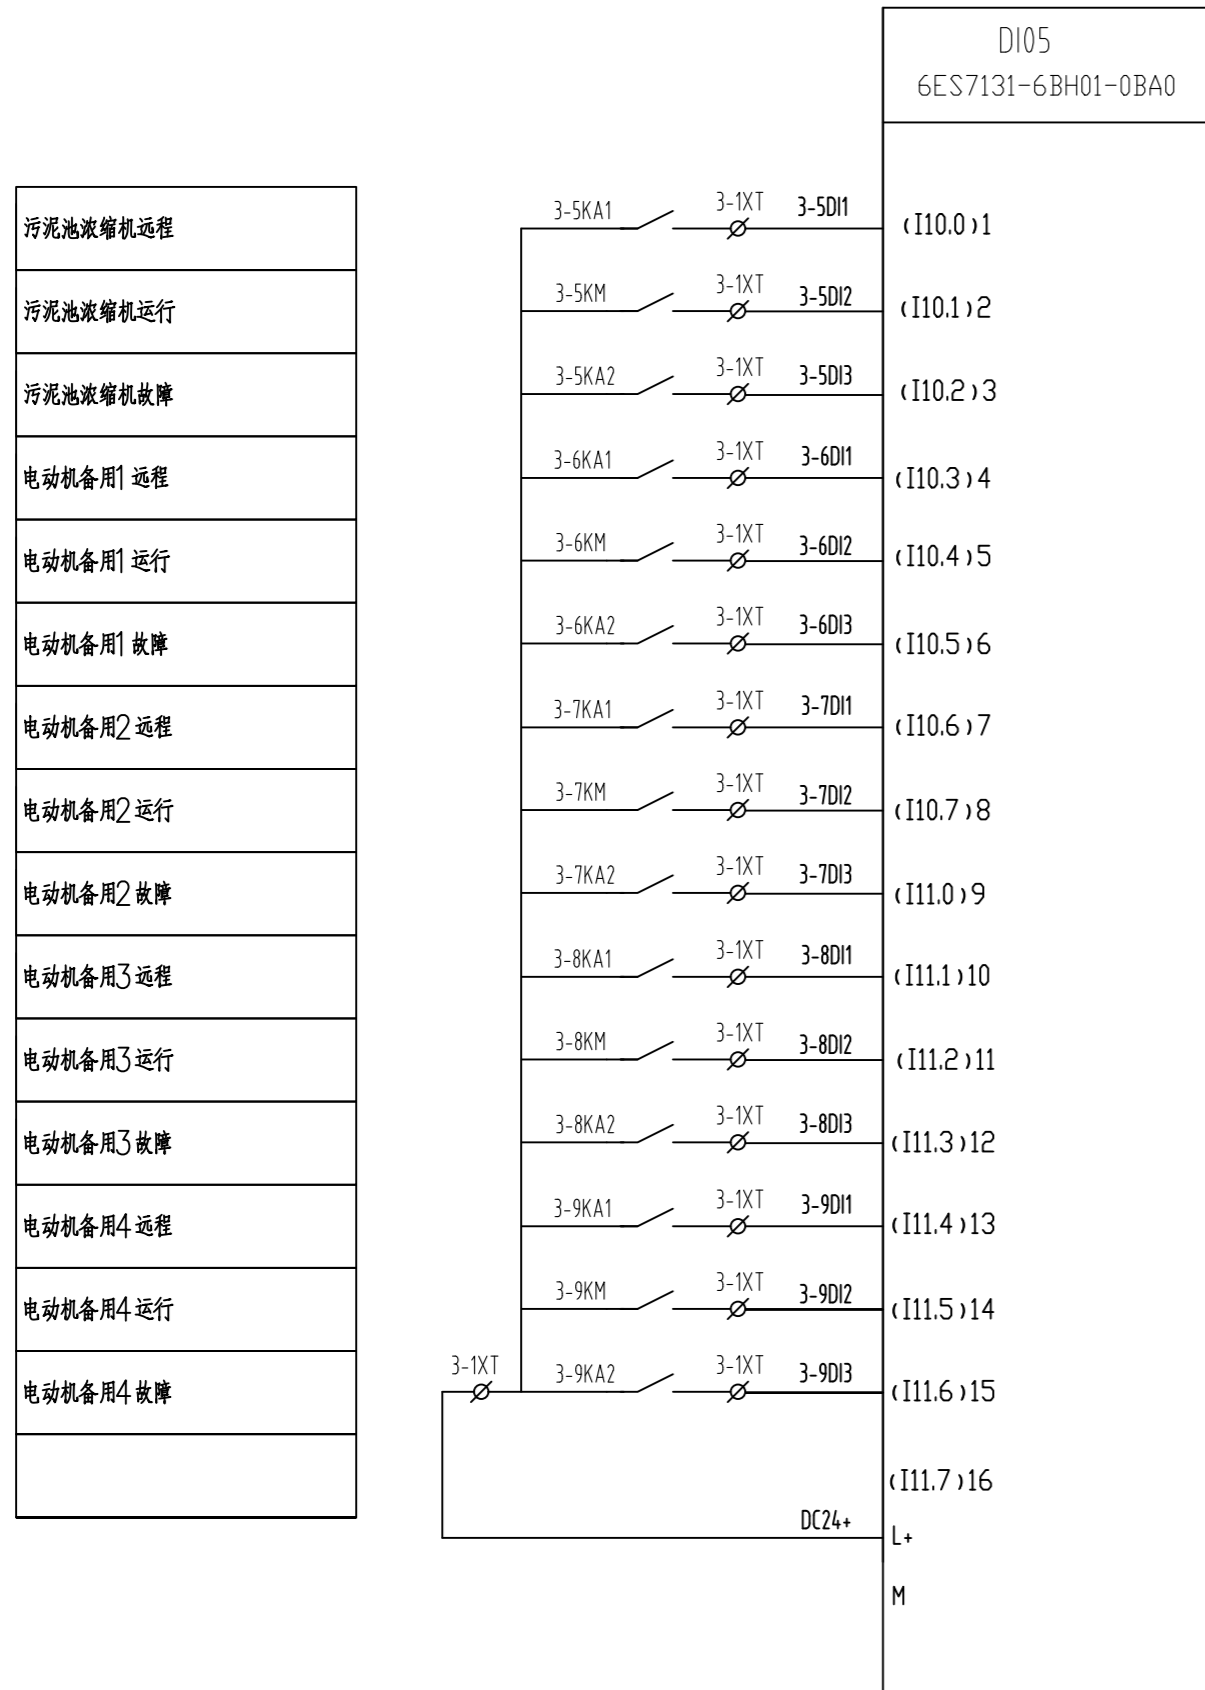 DI05
6ES7131-6BH01-0BA0
污泥池浓缩机远程
3-5KA1 3-1XT 3-5DI1 (I10.0)1
污泥池浓缩机运行
3-5KM 3-1XT 3-5DI2 (I10.1)2
污泥池浓缩机故障
3-5KA2 3-1XT 3-5DI3 (I10.2)3
电动机备用1 远程
3-6KA1 3-1XT 3-6DI1 (I10.3)4
电动机备用1 运行
3-6KM 3-1XT 3-6DI2 (I10.4)5
电动机备用1 故障
3-6KA2 3-1XT 3-6DI3 (I10.5)6
电动机备用2 远程
3-7KA1 3-1XT 3-7DI1 (I10.6)7
电动机备用2 运行
3-7KM 3-1XT 3-7DI2 (I10.7)8
电动机备用2 故障
3-7KA2 3-1XT 3-7DI3 (I11.0)9
电动机备用3 远程
3-8KA1 3-1XT 3-8DI1 (I11.1)10
电动机备用3 运行
3-8KM 3-1XT 3-8DI2 (I11.2)11
电动机备用3 故障
3-8KA2 3-1XT 3-8DI3 (I11.3)12
电动机备用4 远程
3-9KA1 3-1XT 3-9DI1 (I11.4)13
电动机备用4 运行
3-9KM 3-1XT 3-9DI2 (I11.5)14
电动机备用4 故障
3-1XT 3-9KA2 3-1XT 3-9DI3 (I11.6)15
(I11.7)16
DC24+ L+
M